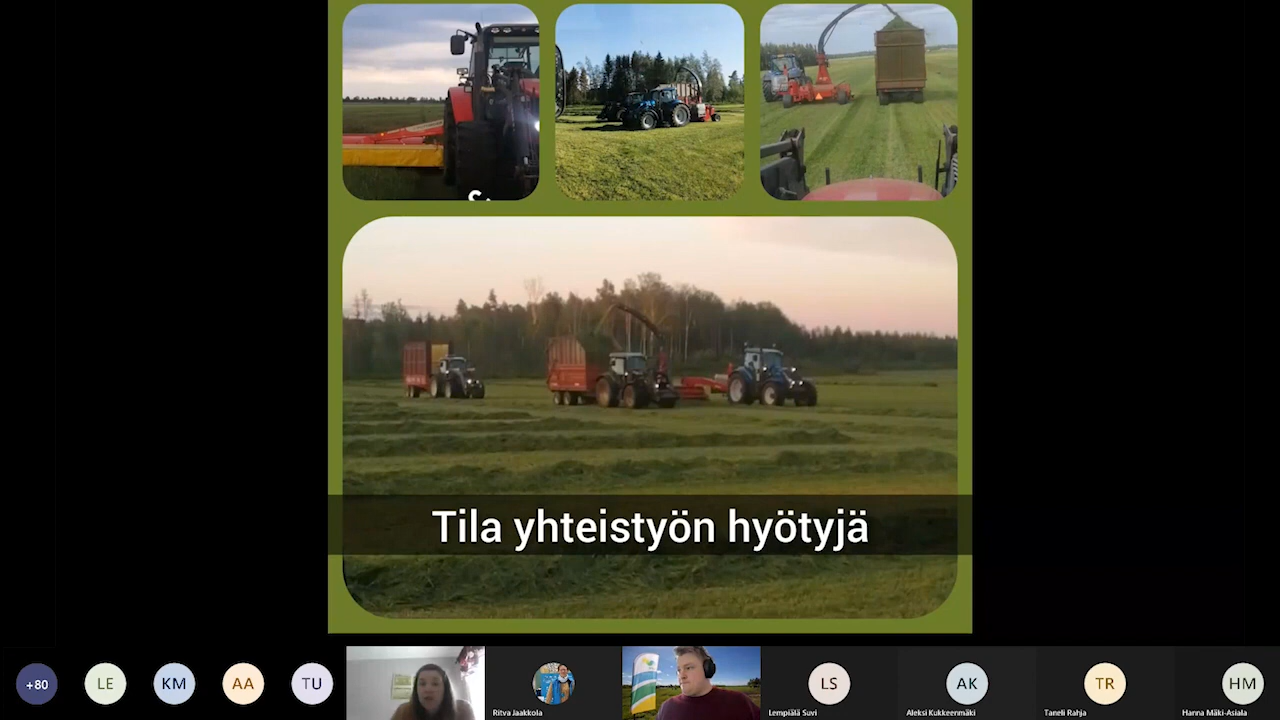 Tila yhteistyön hyötyjä
+80
LE
KM
AA
TU
Ritva Jaakkola
LS
Lempiälä Suvi
AK
Aleksi Kukkeenmäki
TR
Taneli Rahja
HM
Hanna Mäki-Asiala